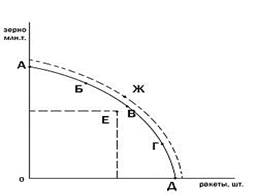 зерно
млн.т.
А
Б
Ж
В
Е
Г
0
Д
ракеты, шт.